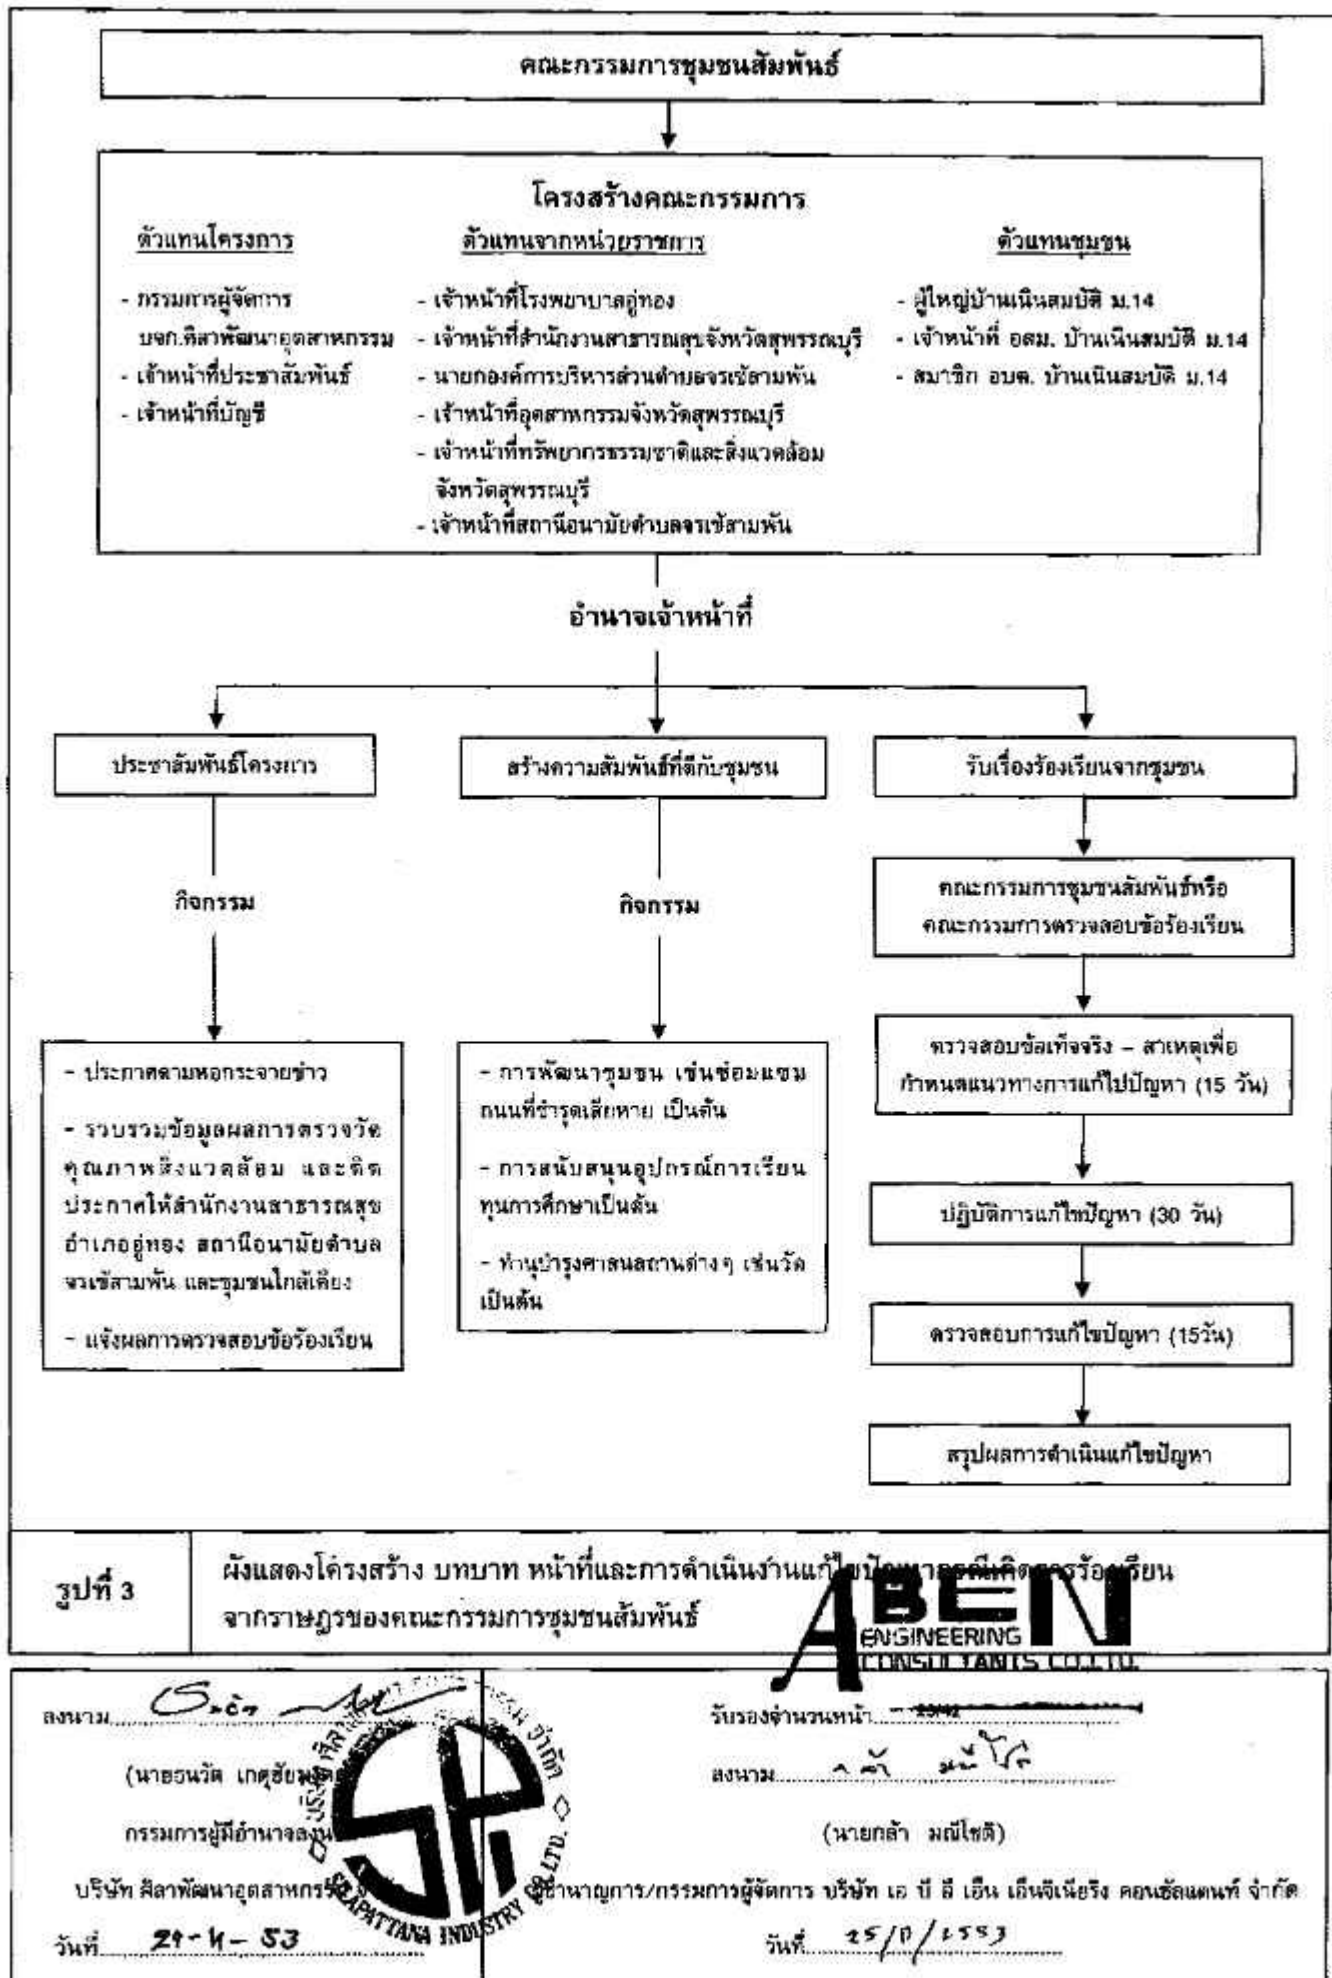 คณะกรรมการชุมชนสัมพันธ์
โครงสร้างคณะกรรมการ
ตัวแทนโครงการ
- กรรมการผู้จัดการ
บจก.ศิลาพัฒนาอุตสาหกรรม
- เจ้าหน้าที่ประชาสัมพันธ์
- เจ้าหน้าที่บัญชี
ตัวแทนจากหน่วยราชการ
- เจ้าหน้าที่โรงพยาบาลอู่ทอง
- เจ้าหน้าที่สำนักงานสาธารณสุขจังหวัดสุพรรณบุรี
- นายกองค์การบริหารส่วนตำบลจรเข้สามพัน
- เจ้าหน้าที่อุตสาหกรรมจังหวัดสุพรรณบุรี
- เจ้าหน้าที่ทรัพยากรธรรมชาติและสิ่งแวดล้อม
จังหวัดสุพรรณบุรี
- เจ้าหน้าที่สถานีอนามัยตำบลจรเข้สามพัน
ตัวแทนชุมชน
- ผู้ใหญ่บ้านเนินสมบัติ ม.14
- เจ้าหน้าที่ อสม. บ้านเนินสมบัติ ม.14
- สมาชิก อบต. บ้านเนินสมบัติ ม.14
อำนาจเจ้าหน้าที่
ประชาสัมพันธ์โครงการ
กิจกรรม
- ประกาศตามหอกระจายข่าว
- รวบรวมข้อมูลผลการตรวจวัด
คุณภาพสิ่งแวดล้อม และติด
ประกาศให้สำนักงานสาธารณสุข
อำเภออู่ทอง สถานีอนามัยตำบล
จรเข้สามพัน และชุมชนใกล้เคียง
- แจ้งผลการตรวจสอบข้อร้องเรียน
สร้างความสัมพันธ์ที่ดีกับชุมชน
กิจกรรม
- การพัฒนาชุมชน เช่นซ่อมแซม
ถนนที่ชำรุดเสียหาย เป็นต้น
- การสนับสนุนอุปกรณ์การเรียน
ทุนการศึกษาเป็นต้น
- ทำนุบำรุงศาสนสถานต่างๆ เช่นวัด
เป็นต้น
รับเรื่องร้องเรียนจากชุมชน
คณะกรรมการชุมชนสัมพันธ์หรือ
คณะกรรมการตรวจสอบข้อร้องเรียน
ตรวจสอบข้อเท็จจริง – สาเหตุเพื่อ
กำหนดแนวทางการแก้ไปปัญหา (15 วัน)
ปฏิบัติการแก้ไขปัญหา (30 วัน)
ตรวจสอบการแก้ไขปัญหา (15วัน)
สรุปผลการดำเนินแก้ไขปัญหา
รูปที่ 3
ผังแสดงโครงสร้าง บทบาท หน้าที่และการดำเนินงานแก้ไขปัญหากรณีเกิดการร้องเรียน
จากราษฎรของคณะกรรมการชุมชนสัมพันธ์
ABEN
ENGINEERING
CONSULTANTS CO.,LTD.
ลงนาม
(นายธนวัต
กรรมการผู้มีอำนาจลงนาม
บริษัท ศิลาพัฒนาอุตสาหกรรม
วันที่ 29-4-53
SILAPATTANA INDUSTRY CO.,LTD.
รับรองจำนวนหน้า
ลงนาม
(นายกล้า มณีโชติ)
ผู้ชำนาญการ/กรรมการผู้จัดการ บริษัท เอ บี อี เอ็น เอ็นจิเนียริง คอนซัลแตนท์ จำกัด
วันที่